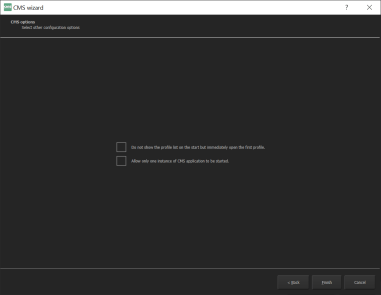 CMS wizard
CMS options
Select other configuration options
Do not show the profile list on the start but immediately open the first profile.
Allow only one instance of CMS application to be started.
< Back
Finish
Cancel